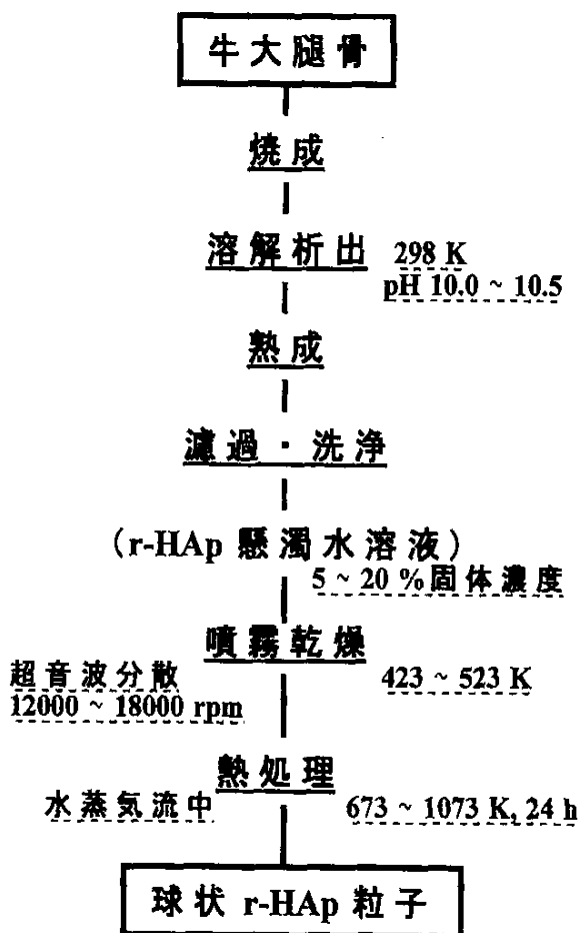 牛大腿骨
焼成
溶解析出 298 K
pH 10.0 ~ 10.5
熟成
濾過・洗浄
(r-HAp 懸濁水溶液)
5 ~ 20 %固体濃度
噴霧乾燥
超音波分散 423 ~ 523 K
12000 ~ 18000 rpm
熱処理
水蒸気流中 673 ~ 1073 K, 24 h
球状 r-HAp 粒子